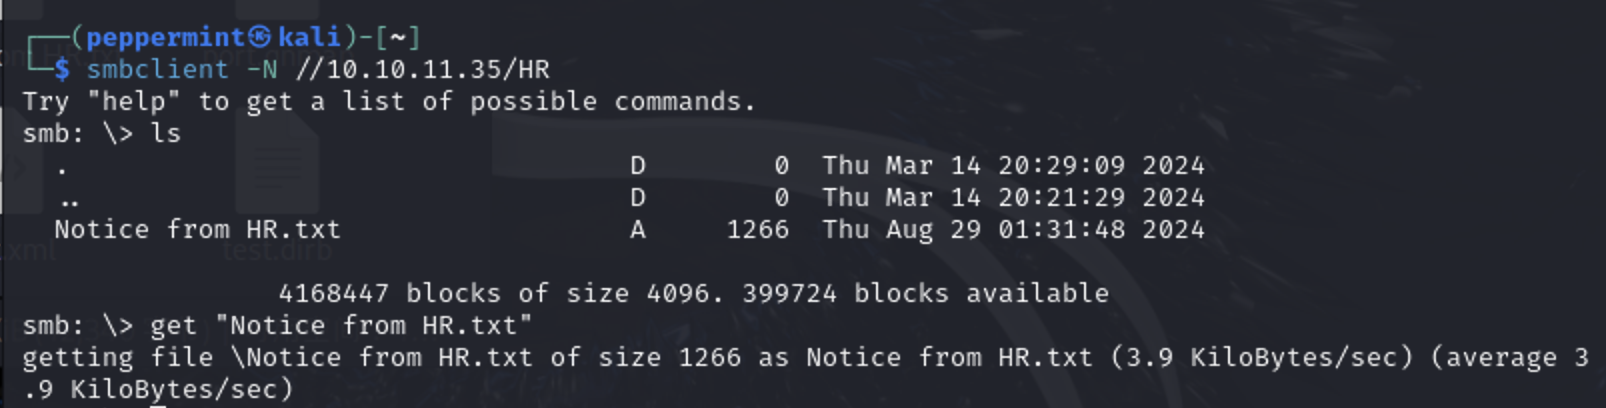 ┌──(peppermint㉿kali)-[~]
└─$ smbclient -N //10.10.11.35/HR
Try "help" to get a list of possible commands.
smb: \> ls
  .                                   D        0  Thu Mar 14 20:29:09 2024
  ..                                  D        0  Thu Mar 14 20:21:29 2024
  Notice from HR.txt                  A     1266  Thu Aug 29 01:31:48 2024
                4168447 blocks of size 4096. 399724 blocks available
smb: \> get "Notice from HR.txt"
getting file \Notice from HR.txt of size 1266 as Notice from HR.txt (3.9 KiloBytes/sec) (average 3
.9 KiloBytes/sec)
.xml
test.dirb